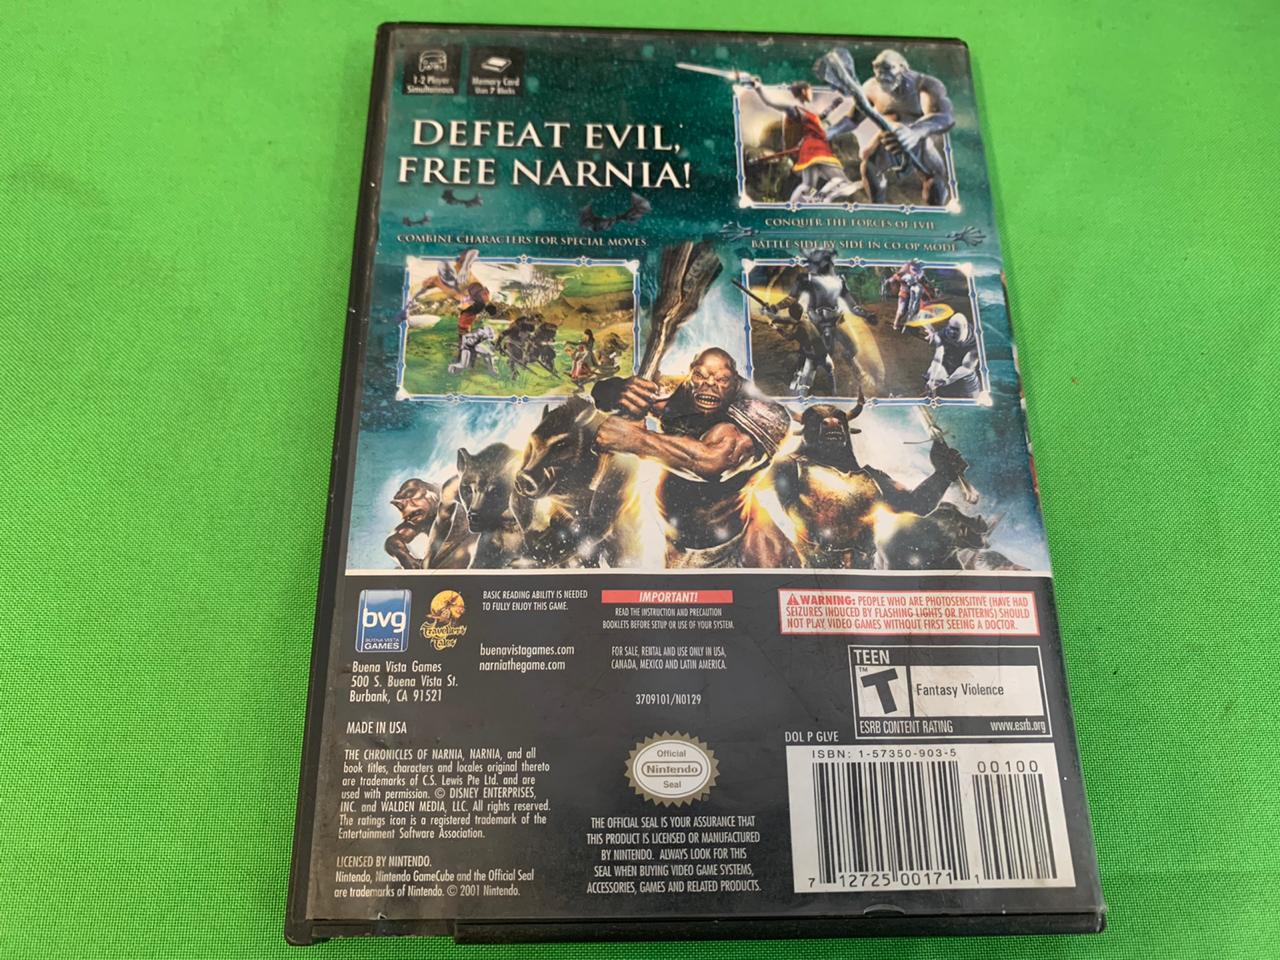 1-2 Player
Simultaneous
Memory Card
Uses 7 Blocks
DEFEAT EVIL,
FREE NARNIA!
CONQUER THE FORCES OF EVIL
COMBINE CHARACTERS FOR SPECIAL MOVES
BATTLE SIDE BY SIDE IN CO-OP MODE
bvg
BUENA VISTA
GAMES
Traveller's
Tales
BASIC READING ABILITY IS NEEDED
TO FULLY ENJOY THIS GAME.
buenavistagames.com
narniathegame.com
Buena Vista Games
500 S. Buena Vista St.
Burbank, CA 91521
MADE IN USA
THE CHRONICLES OF NARNIA, NARNIA, and all
book titles, characters and locales original thereto
are trademarks of C.S. Lewis Pte Ltd. and are
used with permission. © DISNEY ENTERPRISES,
INC. and WALDEN MEDIA, LLC. All rights reserved.
The ratings icon is a registered trademark of the
Entertainment Software Association.
LICENSED BY NINTENDO.
Nintendo, Nintendo GameCube and the Official Seal
are trademarks of Nintendo. © 2001 Nintendo.
IMPORTANT!
READ THE INSTRUCTION AND PRECAUTION
BOOKLETS BEFORE SETUP OR USE OF YOUR SYSTEM.
FOR SALE, RENTAL AND USE ONLY IN USA,
CANADA, MEXICO AND LATIN AMERICA.
3709101/N0129
Official
Nintendo
Seal
THE OFFICIAL SEAL IS YOUR ASSURANCE THAT
THIS PRODUCT IS LICENSED OR MANUFACTURED
BY NINTENDO. ALWAYS LOOK FOR THIS
SEAL WHEN BUYING VIDEO GAME SYSTEMS,
ACCESSORIES, GAMES AND RELATED PRODUCTS.
WARNING: PEOPLE WHO ARE PHOTOSENSITIVE (HAVE HAD
SEIZURES INDUCED BY FLASHING LIGHTS OR PATTERNS) SHOULD
NOT PLAY VIDEO GAMES WITHOUT FIRST SEEING A DOCTOR.
TEEN
T
TM
Fantasy Violence
ESRB CONTENT RATING www.esrb.org
DOL P GLVE
ISBN: 1-57350-903-5
00100
7 12725 00171 1